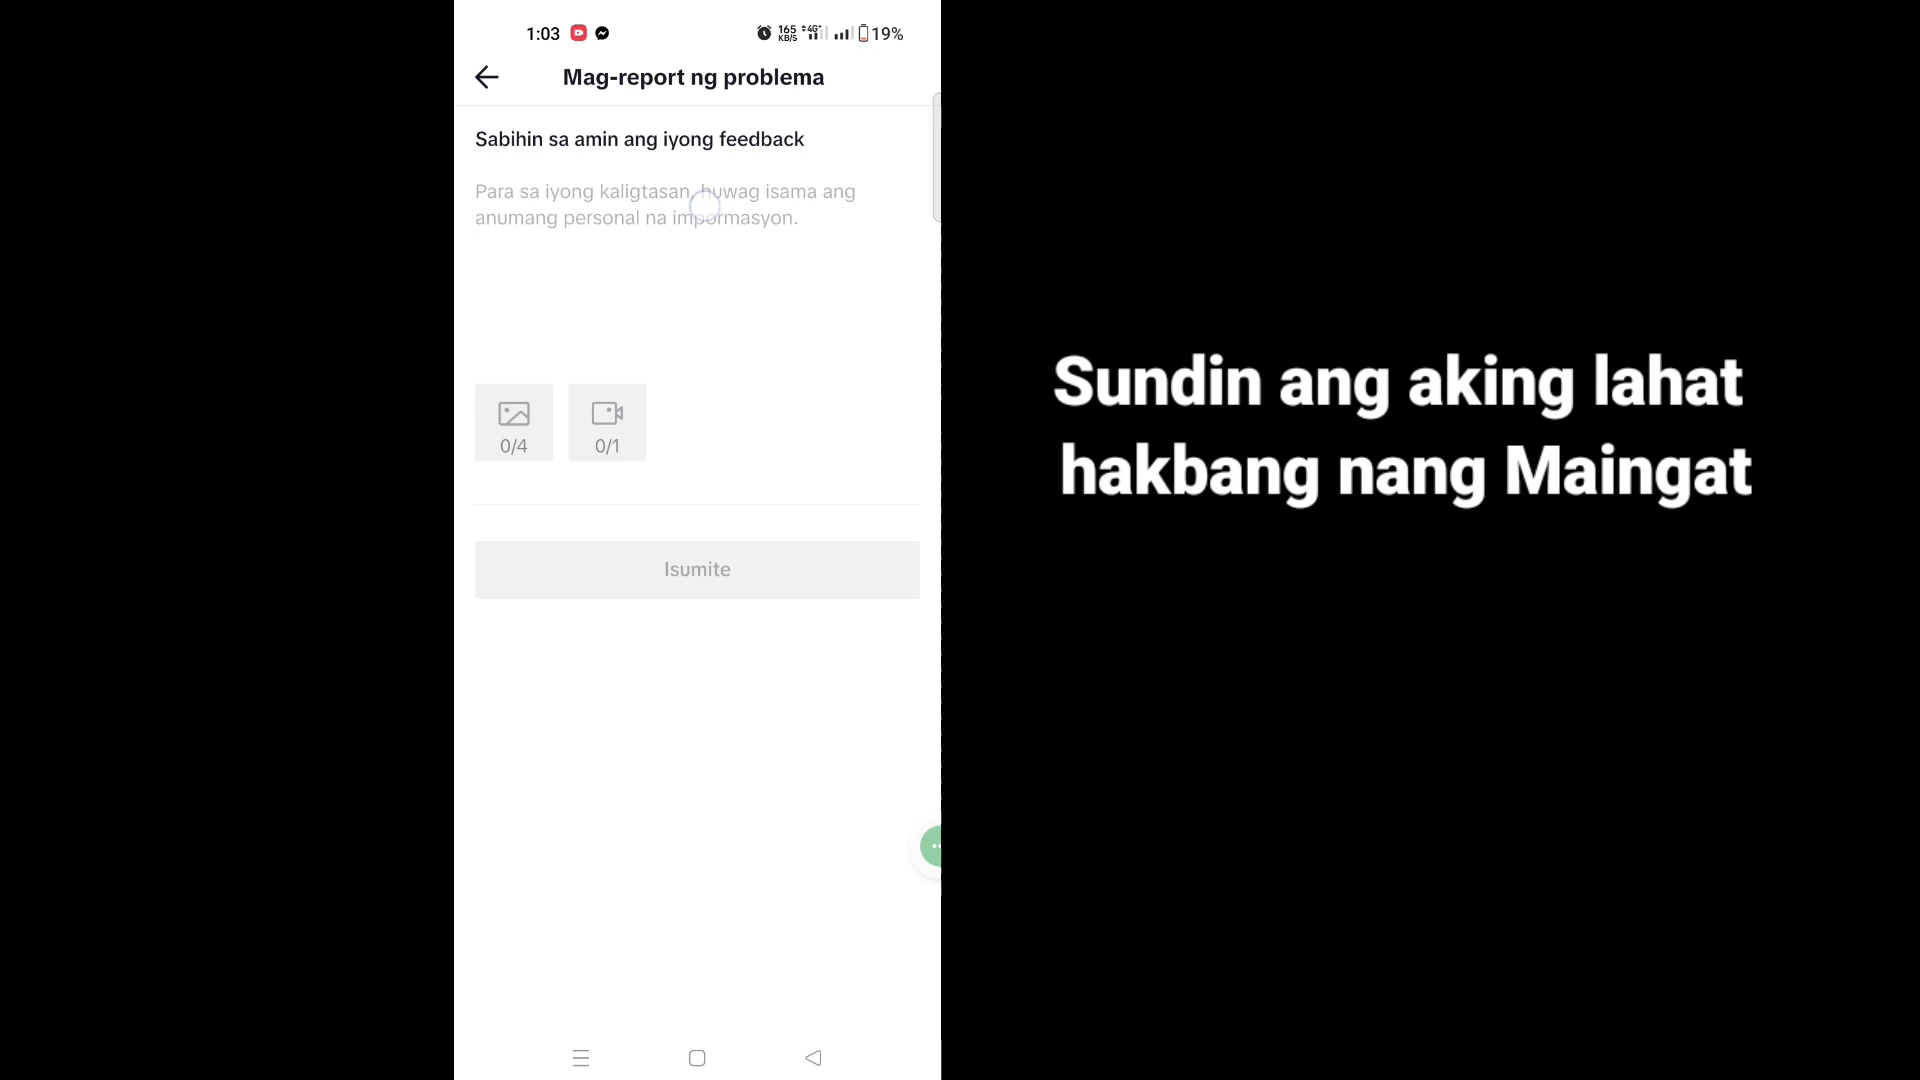 1:03 165 KB/S 4G+ 19%
Mag-report ng problema
Sabihin sa amin ang iyong feedback
Para sa iyong kaligtasan, huwag isama ang
anumang personal na impormasyon.
0/4 0/1
Isumite
Sundin ang aking lahat
hakbang nang Maingat